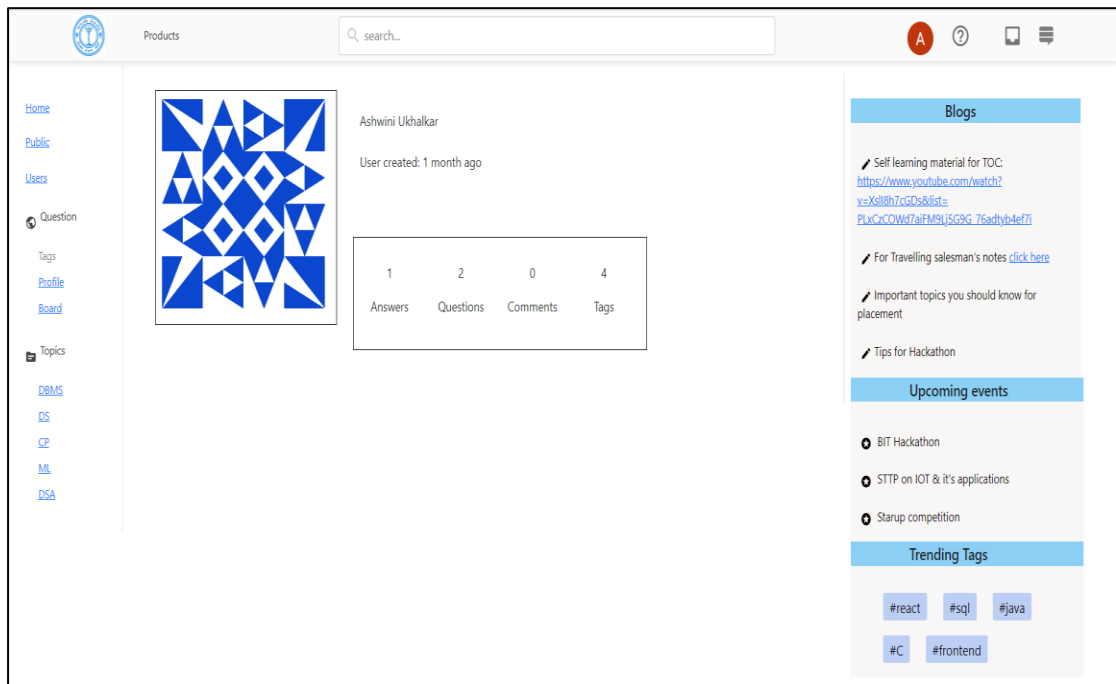 Products
search...
A
?
Home
Public
Users
Question
Tags
Profile
Board
Topics
DBMS
DS
CP
ML
DSA
Ashwini Ukhalkar
User created: 1 month ago
1 2 0 4
Answers Questions Comments Tags
Blogs
Self learning material for TOC:
https://www.youtube.com/watch?
v=XslI8h7cGDs&list=
PLxCzCOWd7aiFM9Lj5G9G_76adtyb4ef7i
For Travelling salesman's notes click here
Important topics you should know for
placement
Tips for Hackathon
Upcoming events
BIT Hackathon
STTP on IOT & it's applications
Starup competition
Trending Tags
#react #sql #java
#C #frontend